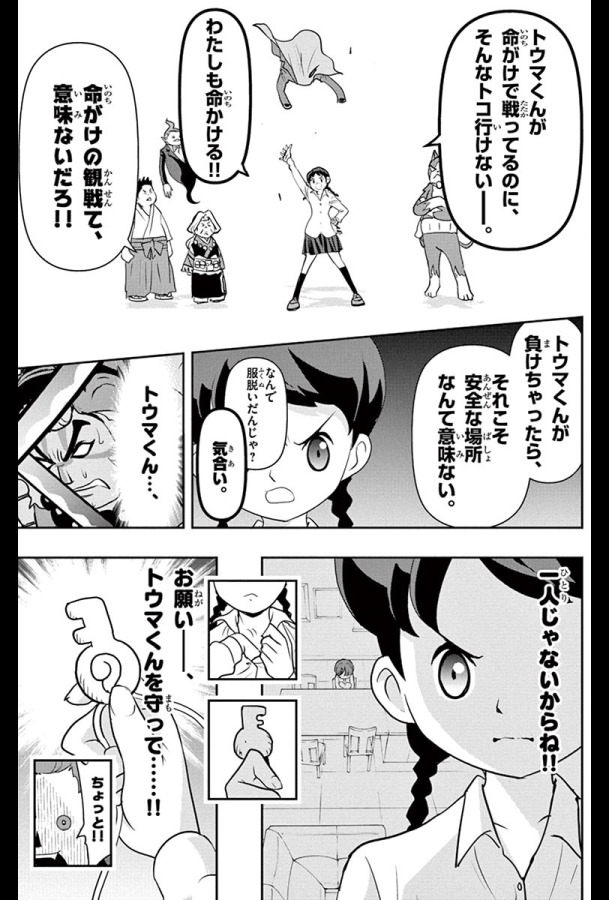 トウマくんが
命がけで戦ってるのに、
そんなトコ行けない―。
わたしも命かける!!
命がけの観戦て、
意味ないだろ!!
トウマくんが
負けちゃったら、
それこそ
安全な場所
なんて意味ない。
なんで
服脱いだんじゃ?
気合い。
トウマくん…、
一人じゃないからね!!
お願い―、
トウマくんを守って……!!
ちょっと!!